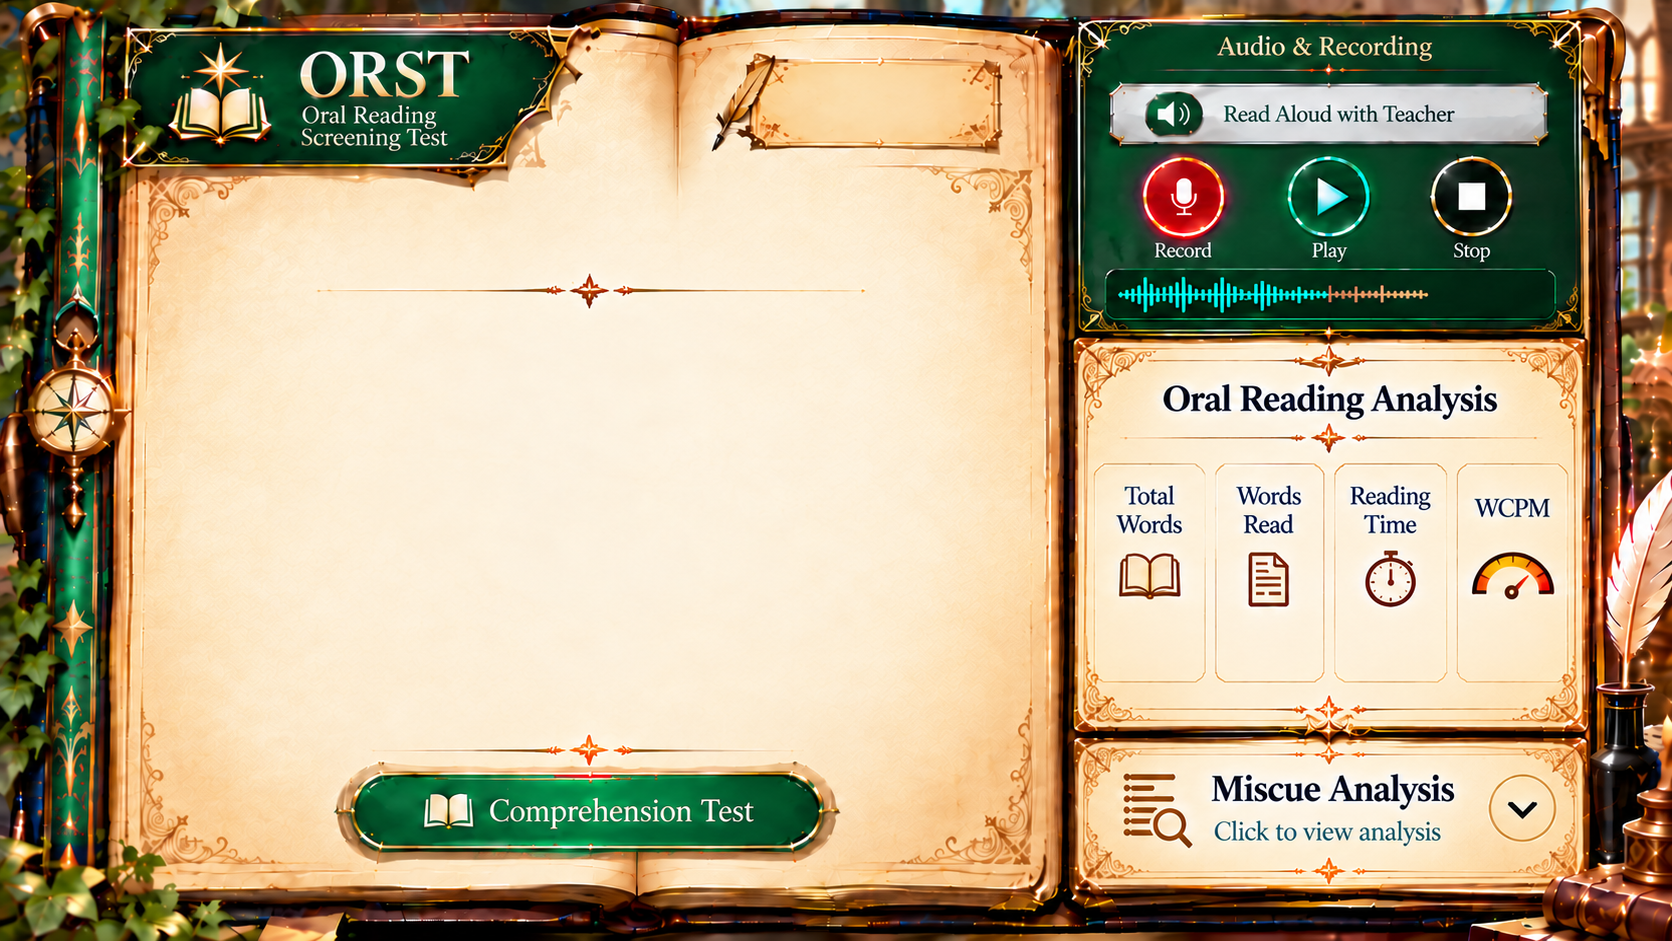 ORST
Oral Reading
Screening Test
Audio & Recording
Read Aloud with Teacher
Record
Play
Stop
Oral Reading Analysis
Total
Words
Words
Read
Reading
Time
WCPM
Miscue Analysis
Click to view analysis
Comprehension Test